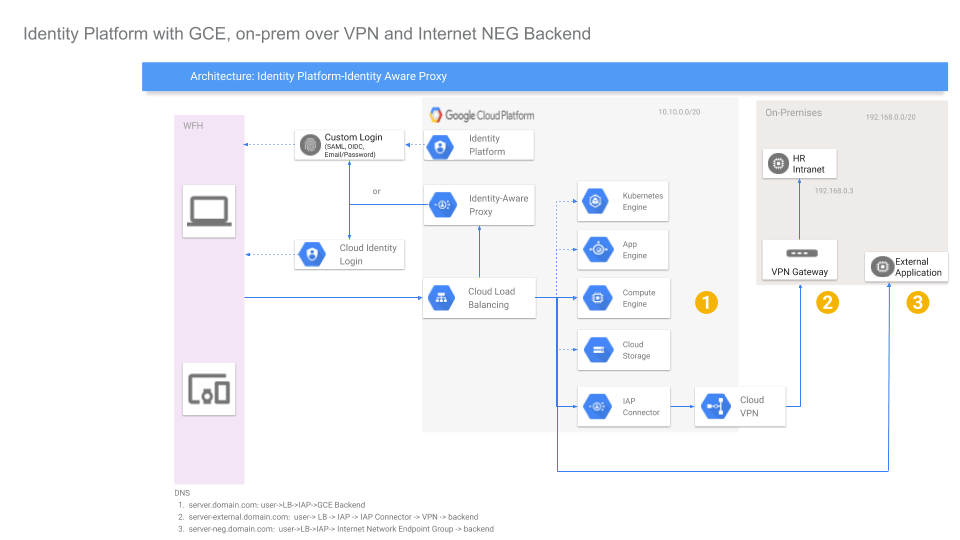 Identity Platform with GCE, on-prem over VPN and Internet NEG Backend
Architecture: Identity Platform-Identity Aware Proxy
WFH
Google Cloud Platform
10.10.0.0/20
On-Premises
192.168.0.0/20
Custom Login
(SAML, OIDC,
Email/Password)
Identity
Platform
HR
Intranet
192.168.0.3
or
Identity-Aware
Proxy
Kubernetes
Engine
Cloud Identity
Login
App
Engine
VPN Gateway
External
Application
Cloud Load
Balancing
Compute
Engine
1
2
3
Cloud
Storage
IAP
Connector
Cloud
VPN
DNS
1. server.domain.com: user->LB->IAP->GCE Backend
2. server-external.domain.com: user-> LB -> IAP -> IAP Connector -> VPN -> backend
3. server-neg.domain.com: user->LB->IAP-> Internet Network Endpoint Group -> backend